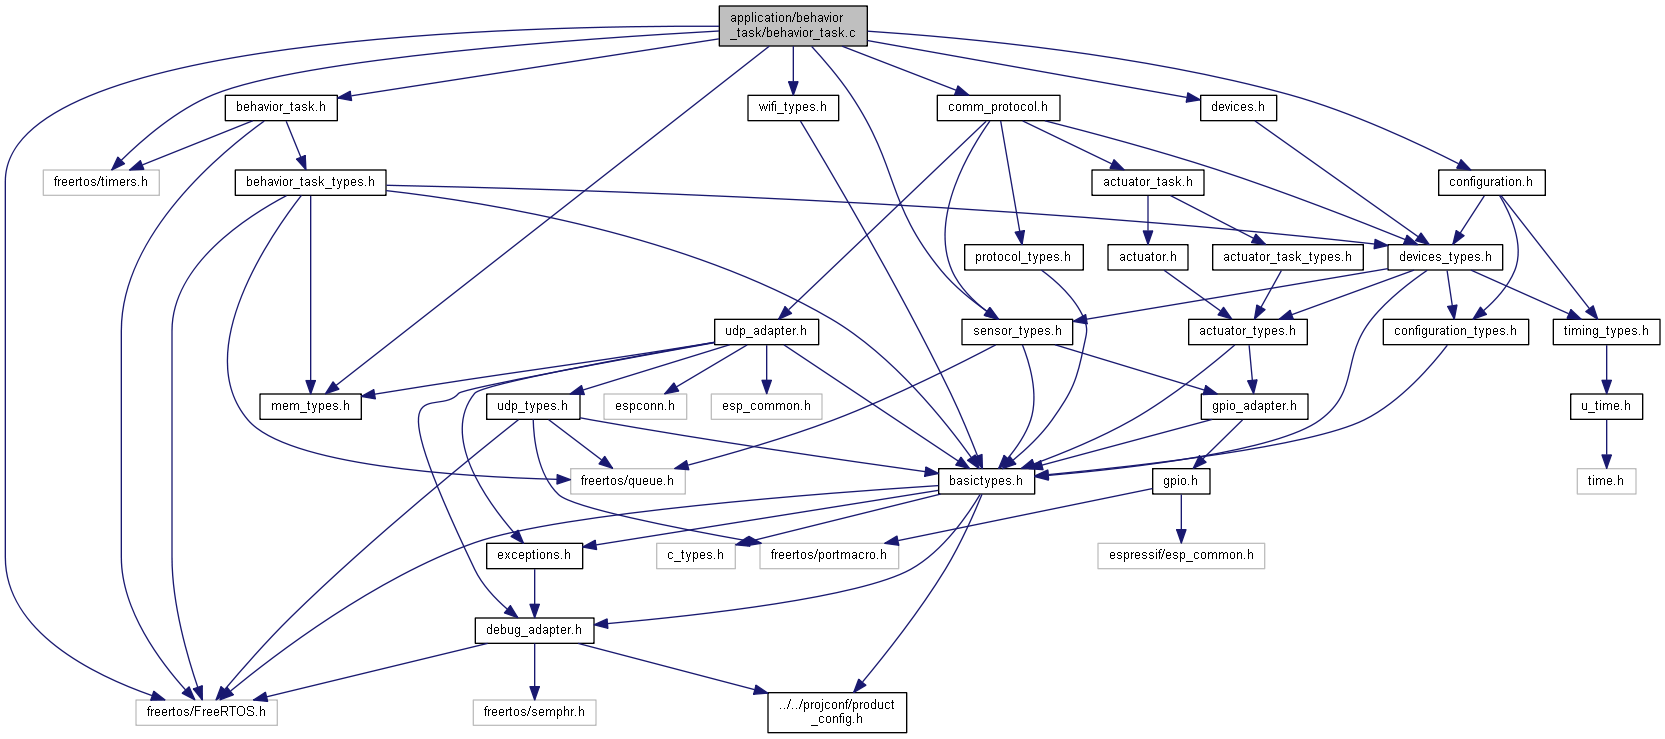 application/behavior
_task/behavior_task.c
behavior_task.h
wifi_types.h
comm_protocol.h
devices.h
freertos/timers.h
behavior_task_types.h
actuator_task.h
configuration.h
protocol_types.h
actuator.h
actuator_task_types.h
devices_types.h
udp_adapter.h
sensor_types.h
actuator_types.h
configuration_types.h
timing_types.h
mem_types.h
udp_types.h
espconn.h
esp_common.h
gpio_adapter.h
u_time.h
freertos/queue.h
basictypes.h
gpio.h
time.h
exceptions.h
c_types.h
freertos/portmacro.h
espressif/esp_common.h
debug_adapter.h
freertos/FreeRTOS.h
freertos/semphr.h
../../projconf/product
_config.h